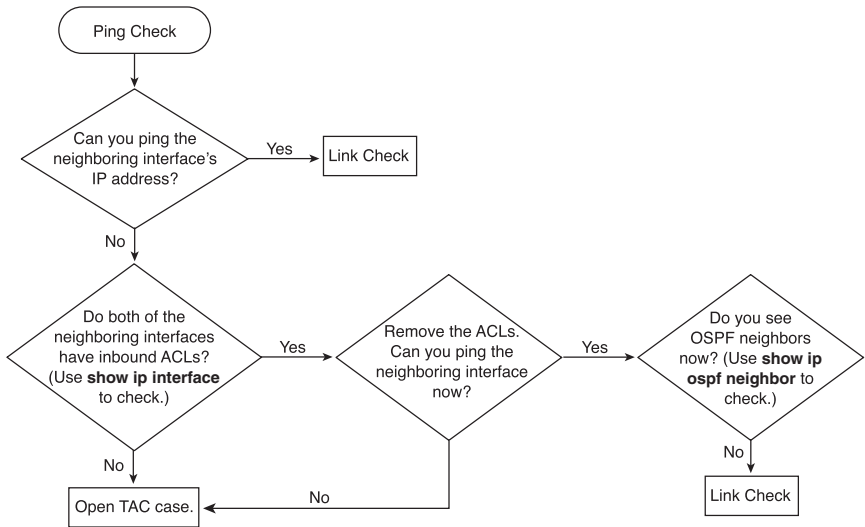 Ping Check
Can you ping the
neighboring interface's
IP address?
Yes
Link Check
No
Do both of the
neighboring interfaces
have inbound ACLs?
(Use show ip interface
to check.)
Yes
Remove the ACLs.
Can you ping the
neighboring interface
now?
Yes
Do you see
OSPF neighbors
now? (Use show ip
ospf neighbor to
check.)
No
Open TAC case.
No
No
Link Check